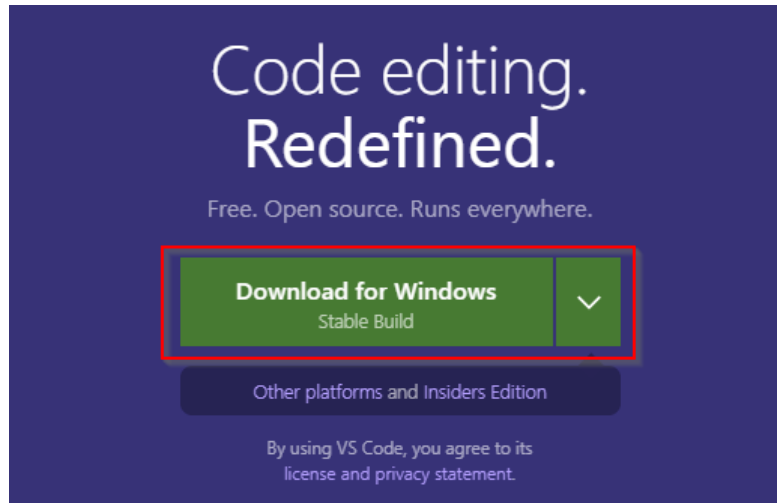 Code editing.
Redefined.
Free. Open source. Runs everywhere.
Download for Windows
Stable Build
Other platforms and Insiders Edition
By using VS Code, you agree to its
license and privacy statement.